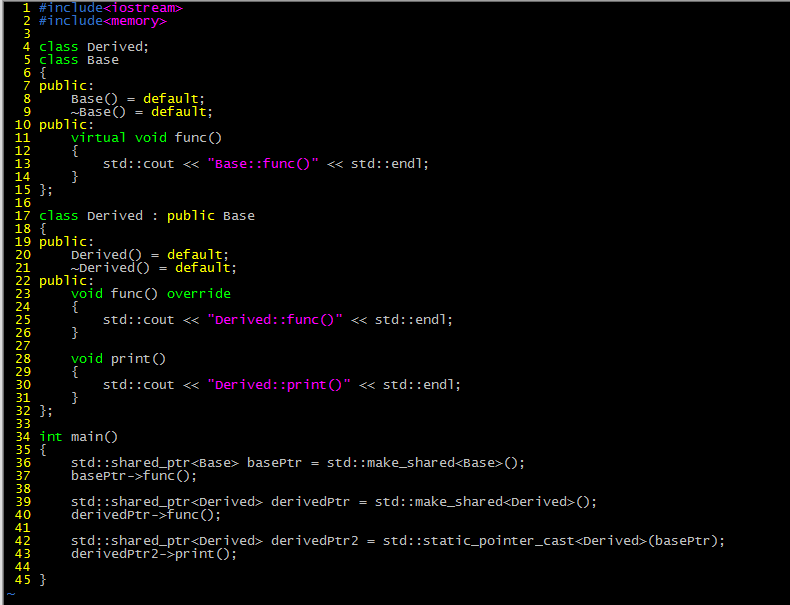 1 #include<iostream>
2 #include<memory>
3
4 class Derived;
5 class Base
6 {
7 public:
8     Base() = default;
9     ~Base() = default;
10 public:
11     virtual void func()
12     {
13         std::cout << "Base::func()" << std::endl;
14     }
15 };
16
17 class Derived : public Base
18 {
19 public:
20     Derived() = default;
21     ~Derived() = default;
22 public:
23     void func() override
24     {
25         std::cout << "Derived::func()" << std::endl;
26     }
27
28     void print()
29     {
30         std::cout << "Derived::print()" << std::endl;
31     }
32 };
33
34 int main()
35 {
36     std::shared_ptr<Base> basePtr = std::make_shared<Base>();
37     basePtr->func();
38
39     std::shared_ptr<Derived> derivedPtr = std::make_shared<Derived>();
40     derivedPtr->func();
41
42     std::shared_ptr<Derived> derivedPtr2 = std::static_pointer_cast<Derived>(basePtr);
43     derivedPtr2->print();
44
45 }
~